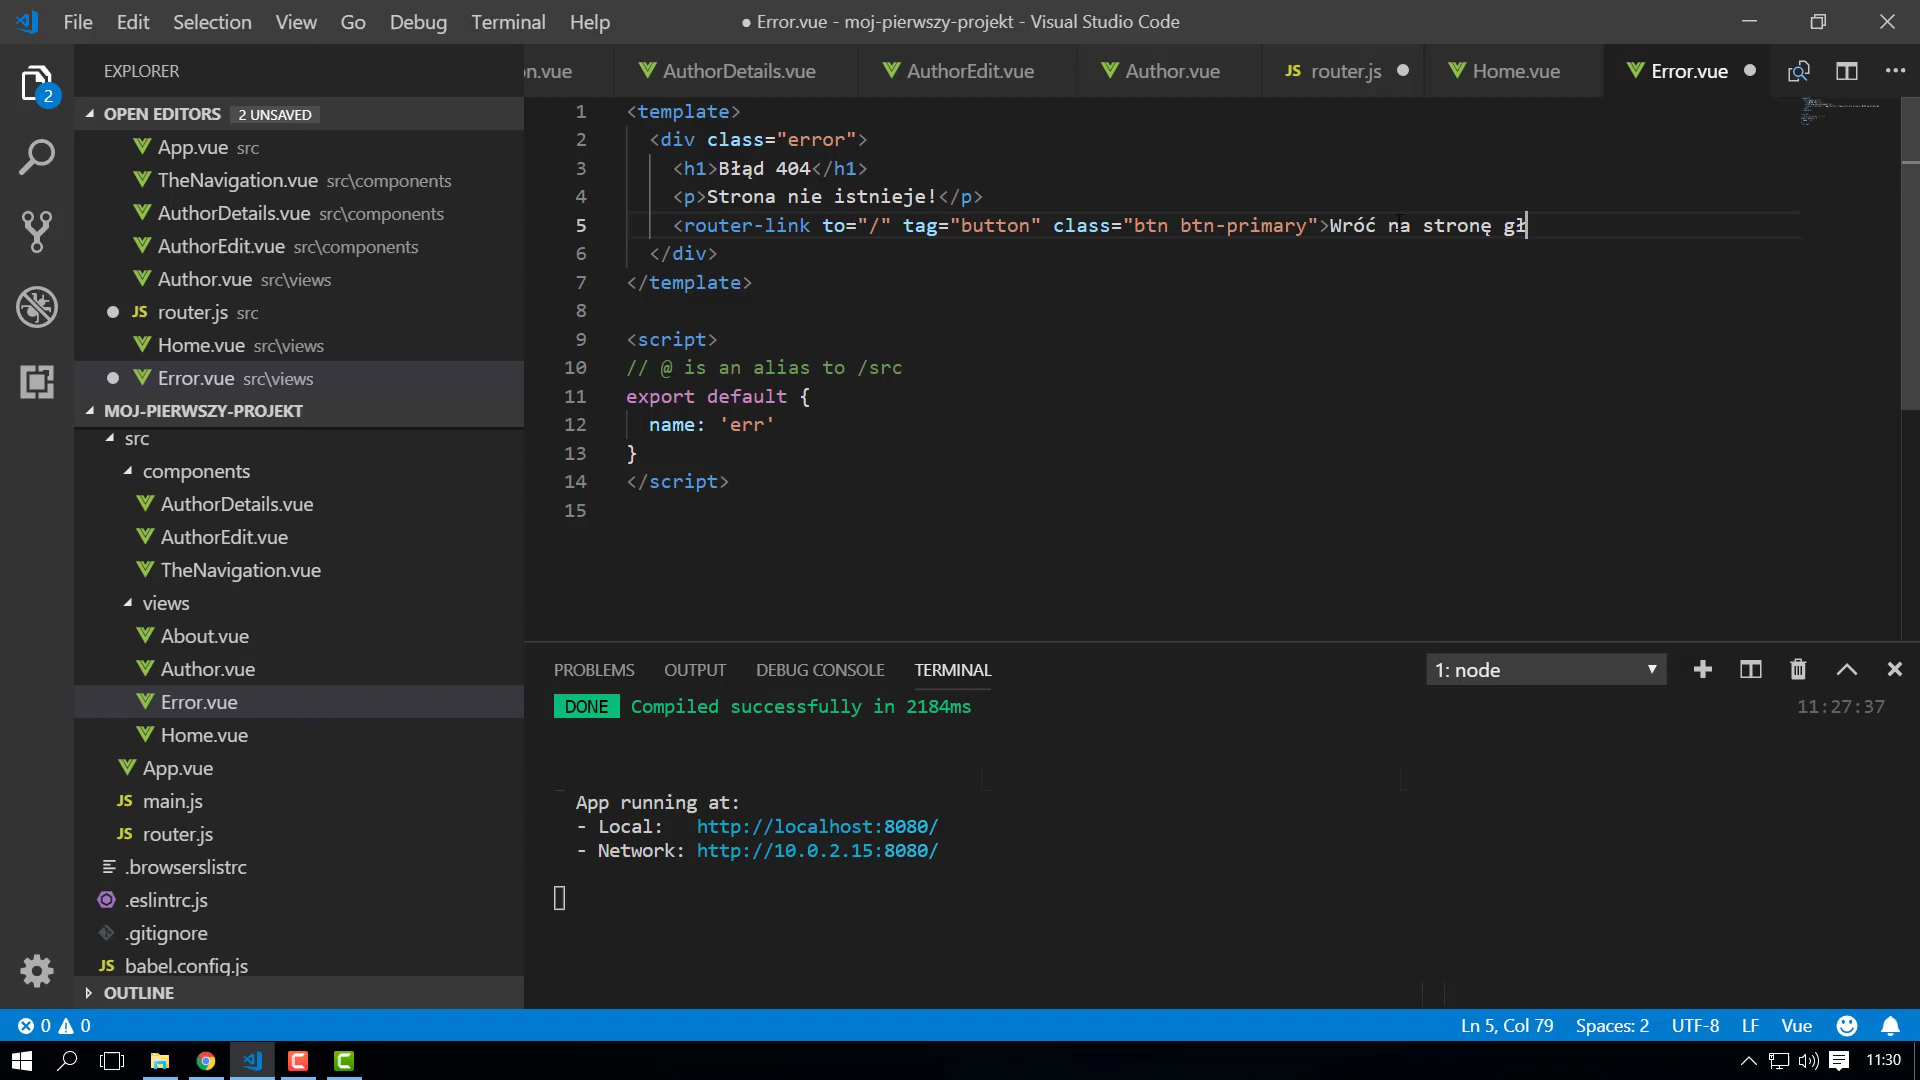 File Edit Selection View Go Debug Terminal Help
● Error.vue - moj-pierwszy-projekt - Visual Studio Code
EXPLORER
n.vue AuthorDetails.vue AuthorEdit.vue Author.vue JS router.js Home.vue Error.vue
OPEN EDITORS 2 UNSAVED
App.vue src
TheNavigation.vue src\components
AuthorDetails.vue src\components
AuthorEdit.vue src\components
Author.vue src\views
JS router.js src
Home.vue src\views
Error.vue src\views
2
MOJ-PIERWSZY-PROJEKT
src
components
AuthorDetails.vue
AuthorEdit.vue
TheNavigation.vue
views
About.vue
Author.vue
Error.vue
Home.vue
App.vue
JS main.js
JS router.js
.browserslistrc
.eslintrc.js
.gitignore
JS babel.config.js
OUTLINE
1 <template>
2 <div class="error">
3 <h1>Błąd 404</h1>
4 <p>Strona nie istnieje!</p>
5 <router-link to="/" tag="button" class="btn btn-primary">Wróć na stronę gł
6 </div>
7 </template>
8
9 <script>
10 // @ is an alias to /src
11 export default {
12 name: 'err'
13 }
14 </script>
15
PROBLEMS OUTPUT DEBUG CONSOLE TERMINAL 1: node
DONE Compiled successfully in 2184ms 11:27:37
App running at:
- Local: http://localhost:8080/
- Network: http://10.0.2.15:8080/
0 0 Ln 5, Col 79 Spaces: 2 UTF-8 LF Vue
11:30